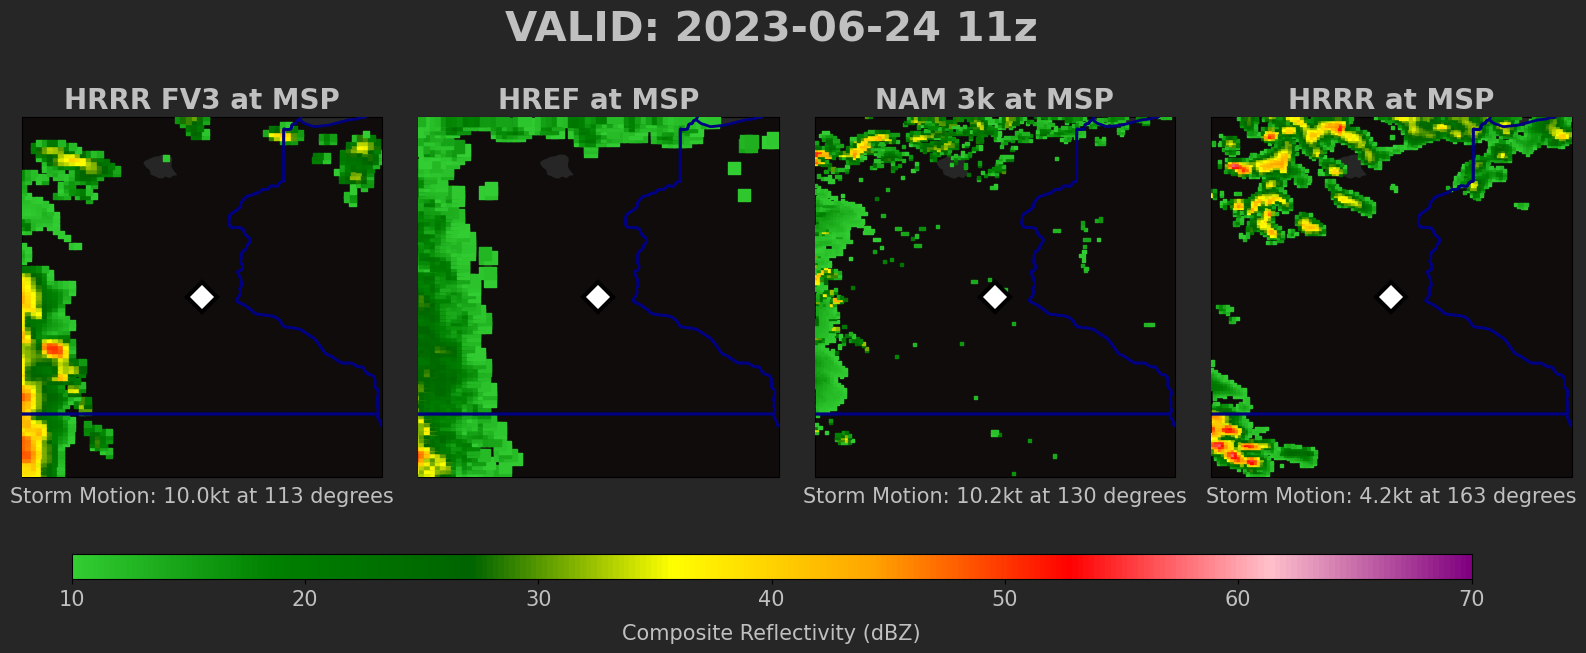 VALID: 2023-06-24 11z
HRRR FV3 at MSP
HREF at MSP
NAM 3k at MSP
HRRR at MSP
Storm Motion: 10.0kt at 113 degrees
Storm Motion: 10.2kt at 130 degrees
Storm Motion: 4.2kt at 163 degrees
10 20 30 40 50 60 70
Composite Reflectivity (dBZ)